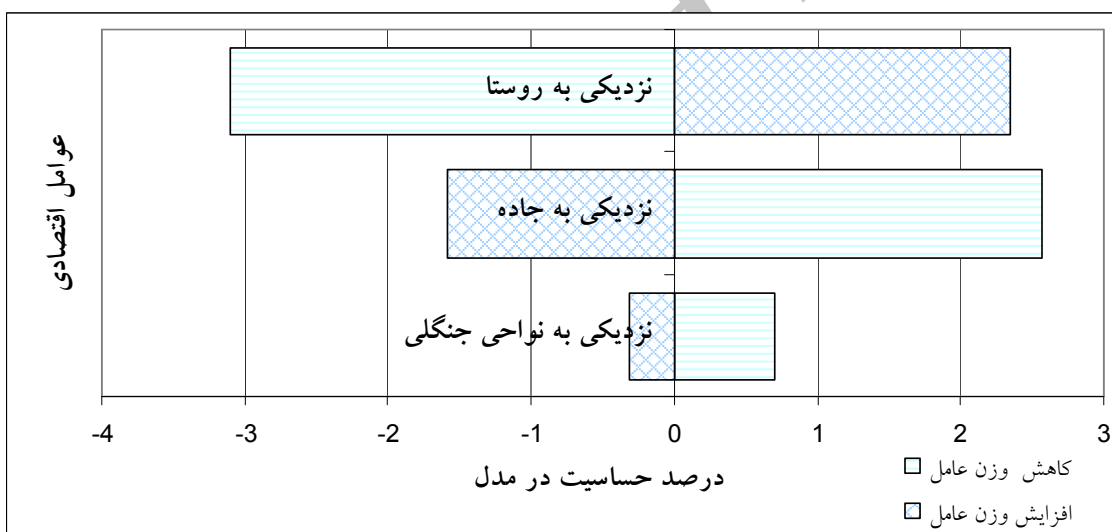 نزدیکی به روستا
نزدیکی به جاده
نزدیکی به نواحی جنگلی
عوامل اقتصادی
-4 -3 -2 -1 0 1 2 3
درصد حساسیت در مدل
کاهش وزن عامل
افزایش وزن عامل